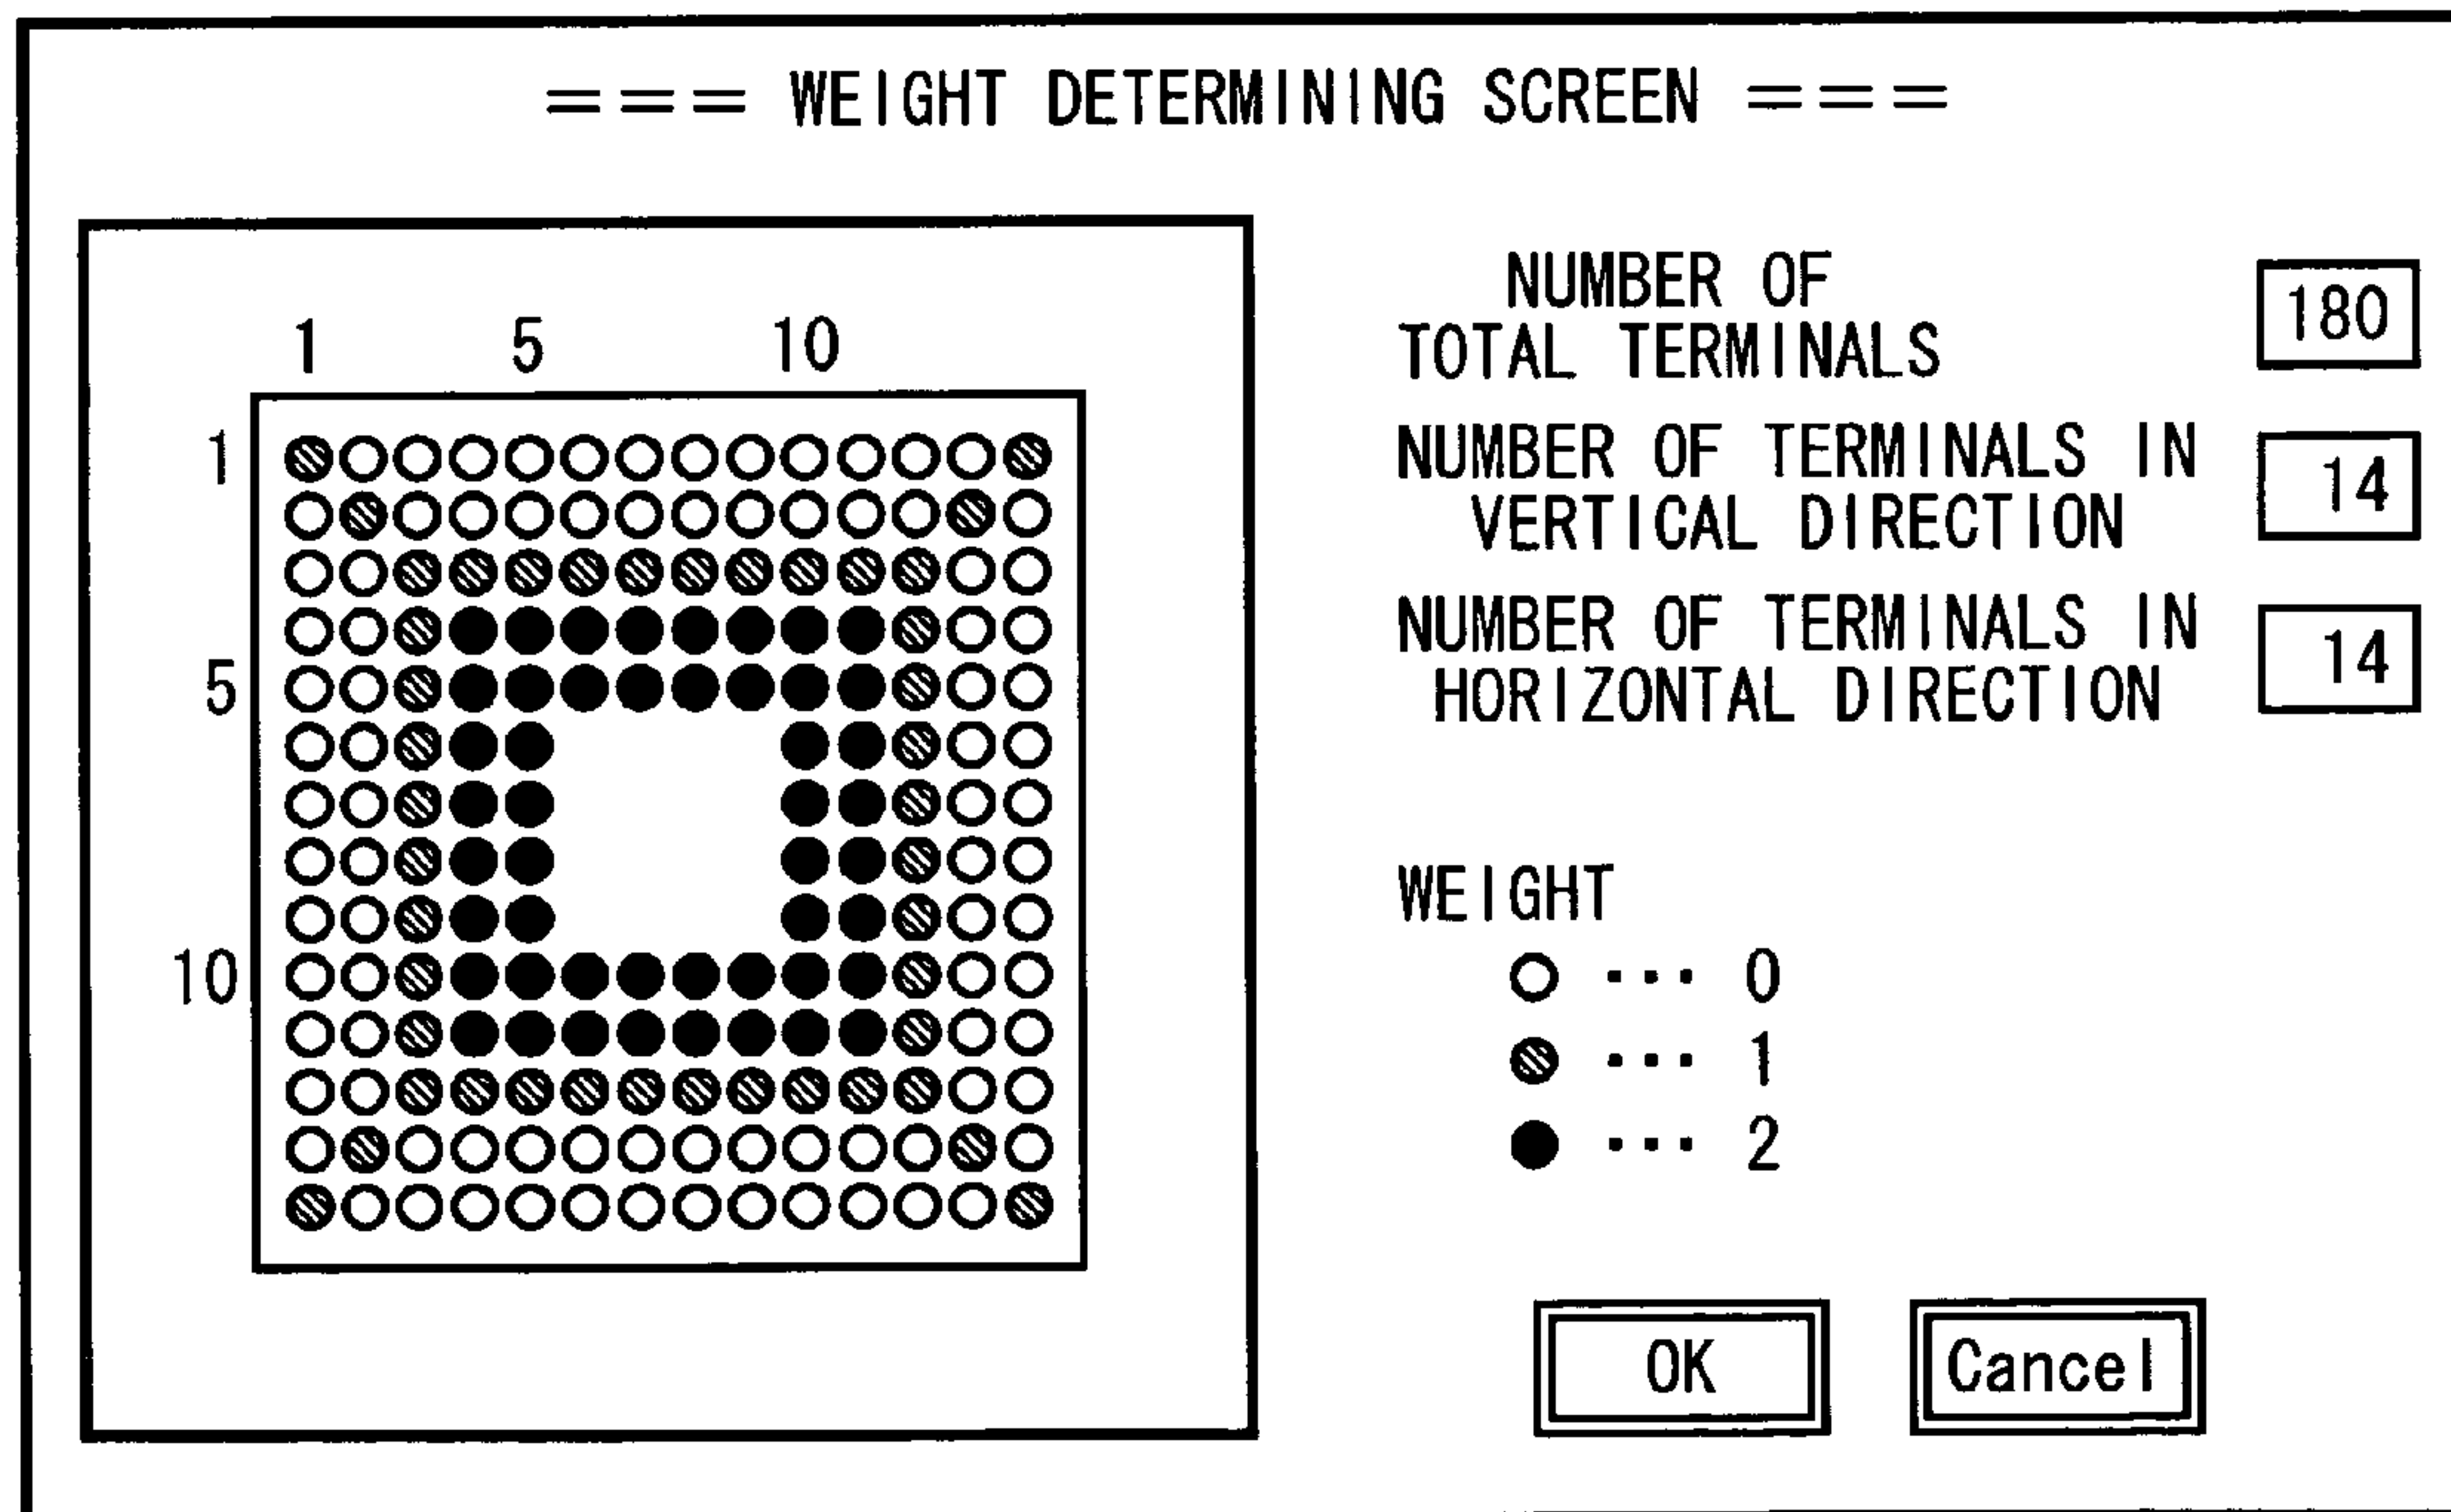 === WEIGHT DETERMINING SCREEN ===
1 5 10
1
5
10
NUMBER OF
TOTAL TERMINALS
180
NUMBER OF TERMINALS IN
VERTICAL DIRECTION
14
NUMBER OF TERMINALS IN
HORIZONTAL DIRECTION
14
WEIGHT
○ ··· 0
··· 1
● ··· 2
OK
Cancel